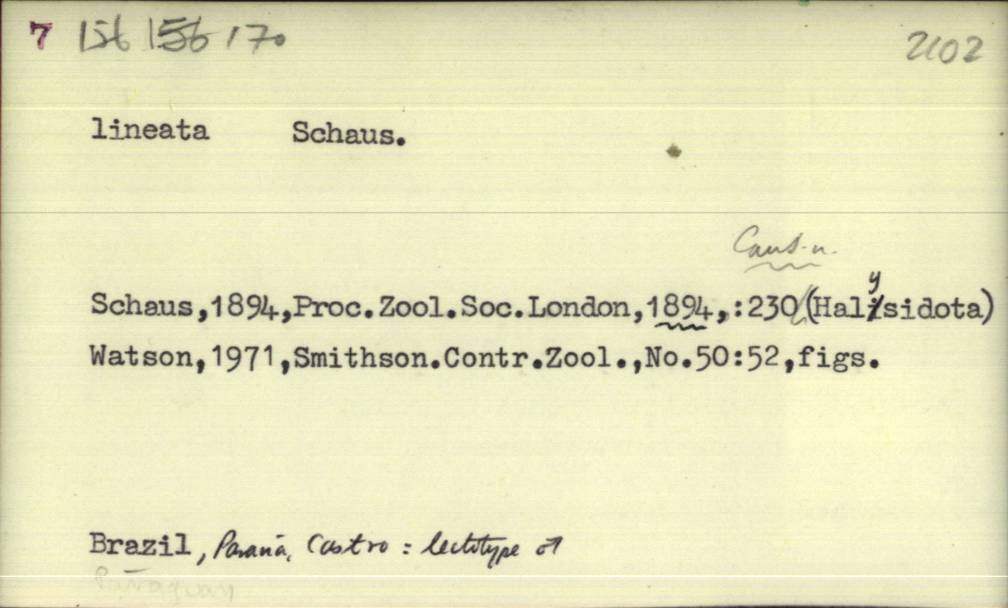 7 156 156 170 2102
lineata Schaus.
Schaus,1894,Proc.Zool.Soc.London,1894,:230(Halysidota)
Watson,1971,Smithson.Contr.Zool.,No.50:52,figs.
Brazil, Paraná, Castro : lectotype ♂